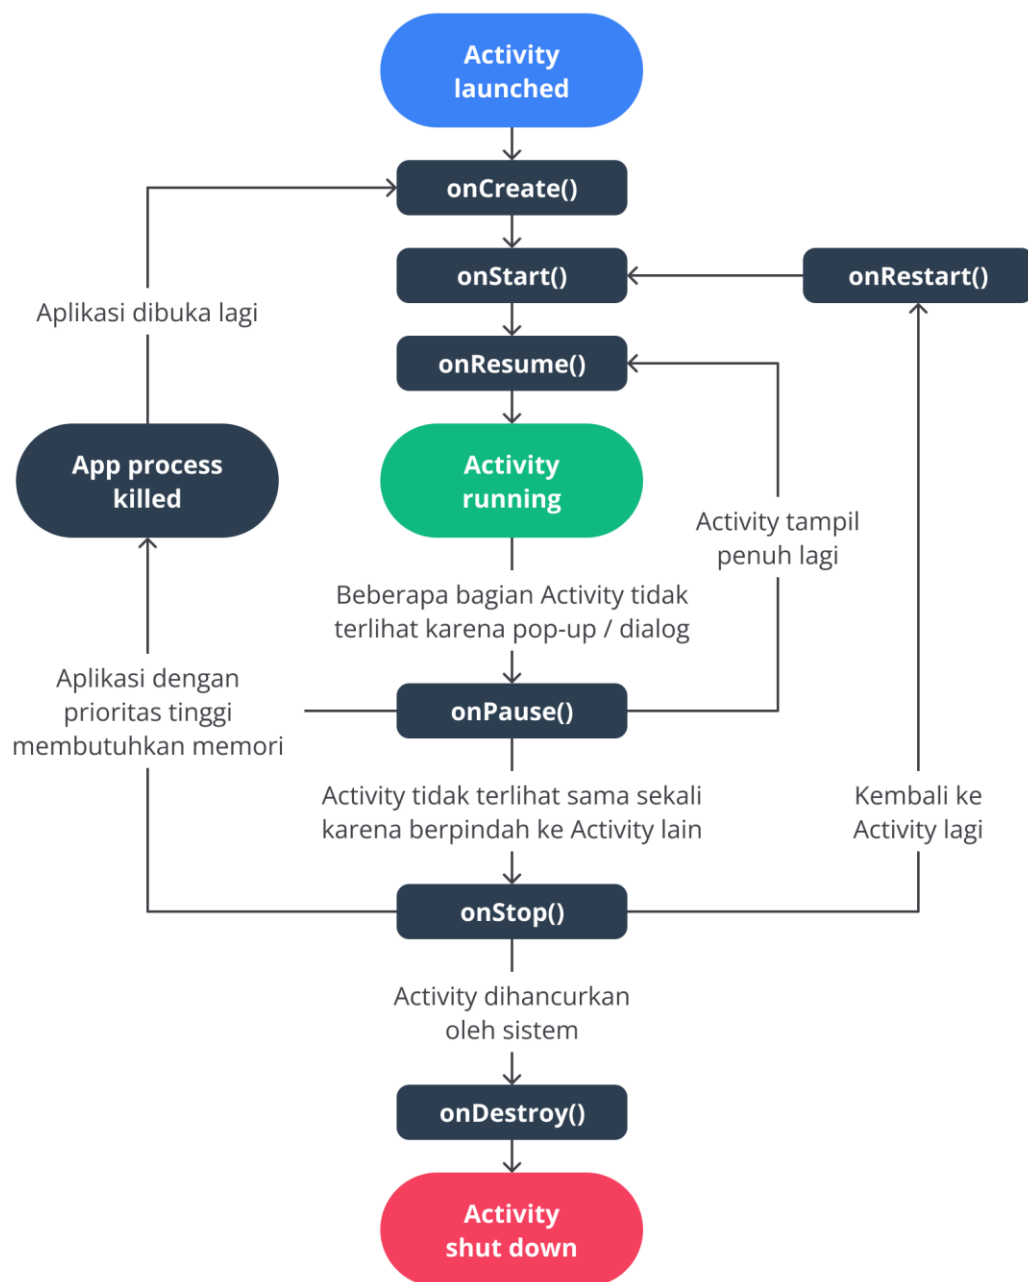 Activity
launched
onCreate()
onStart()
onRestart()
Aplikasi dibuka lagi
onResume()
App process
killed
Activity
running
Activity tampil
penuh lagi
Beberapa bagian Activity tidak
terlihat karena pop-up / dialog
Aplikasi dengan
prioritas tinggi
membutuhkan memori
onPause()
Activity tidak terlihat sama sekali
karena berpindah ke Activity lain
Kembali ke
Activity lagi
onStop()
Activity dihancurkan
oleh sistem
onDestroy()
Activity
shut down